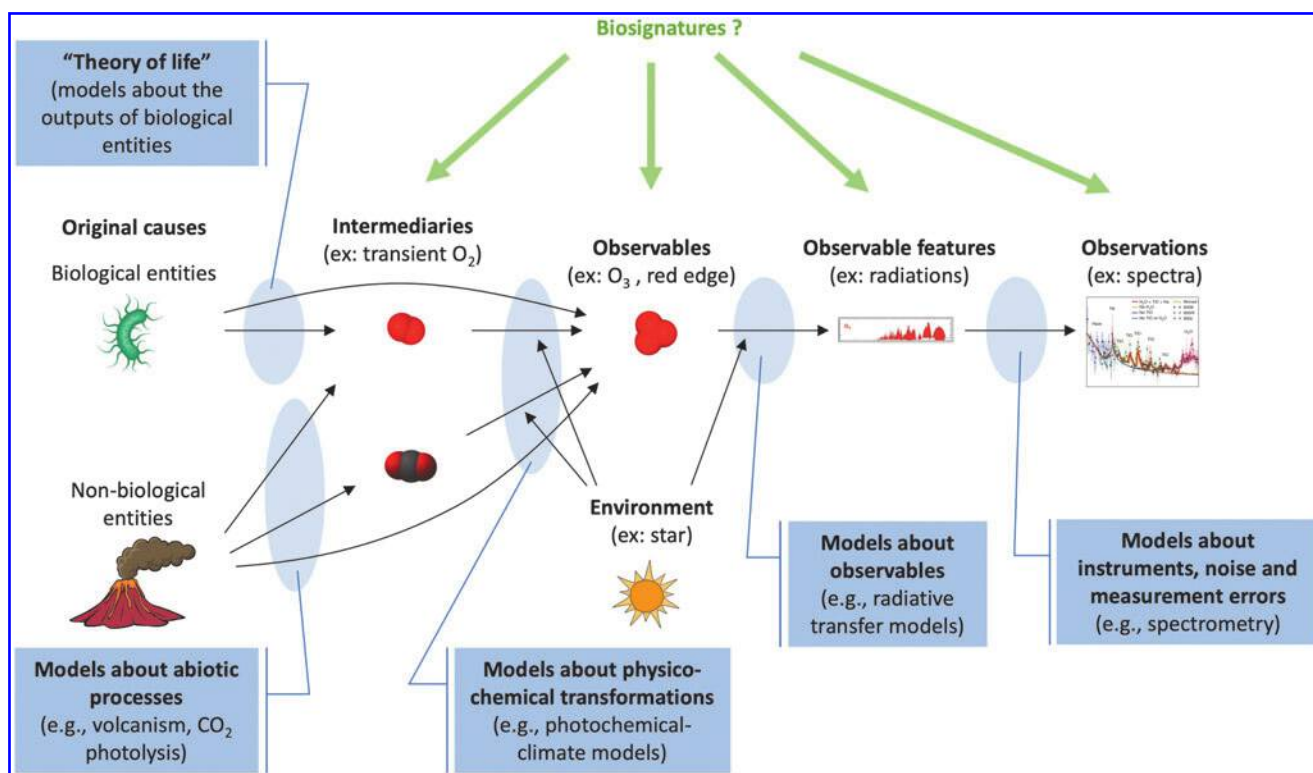 Biosignatures ?
“Theory of life”
(models about the
outputs of biological
entities
Original causes
Biological entities
Intermediaries
(ex: transient O₂)
Observables
(ex: O₃ , red edge)
Observable features
(ex: radiations)
Observations
(ex: spectra)
Non-biological
entities
Environment
(ex: star)
Models about abiotic
processes
(e.g., volcanism, CO₂
photolysis)
Models about physico-
chemical transformations
(e.g., photochemical-
climate models)
Models about
observables
(e.g., radiative
transfer models)
Models about
instruments, noise and
measurement errors
(e.g., spectrometry)